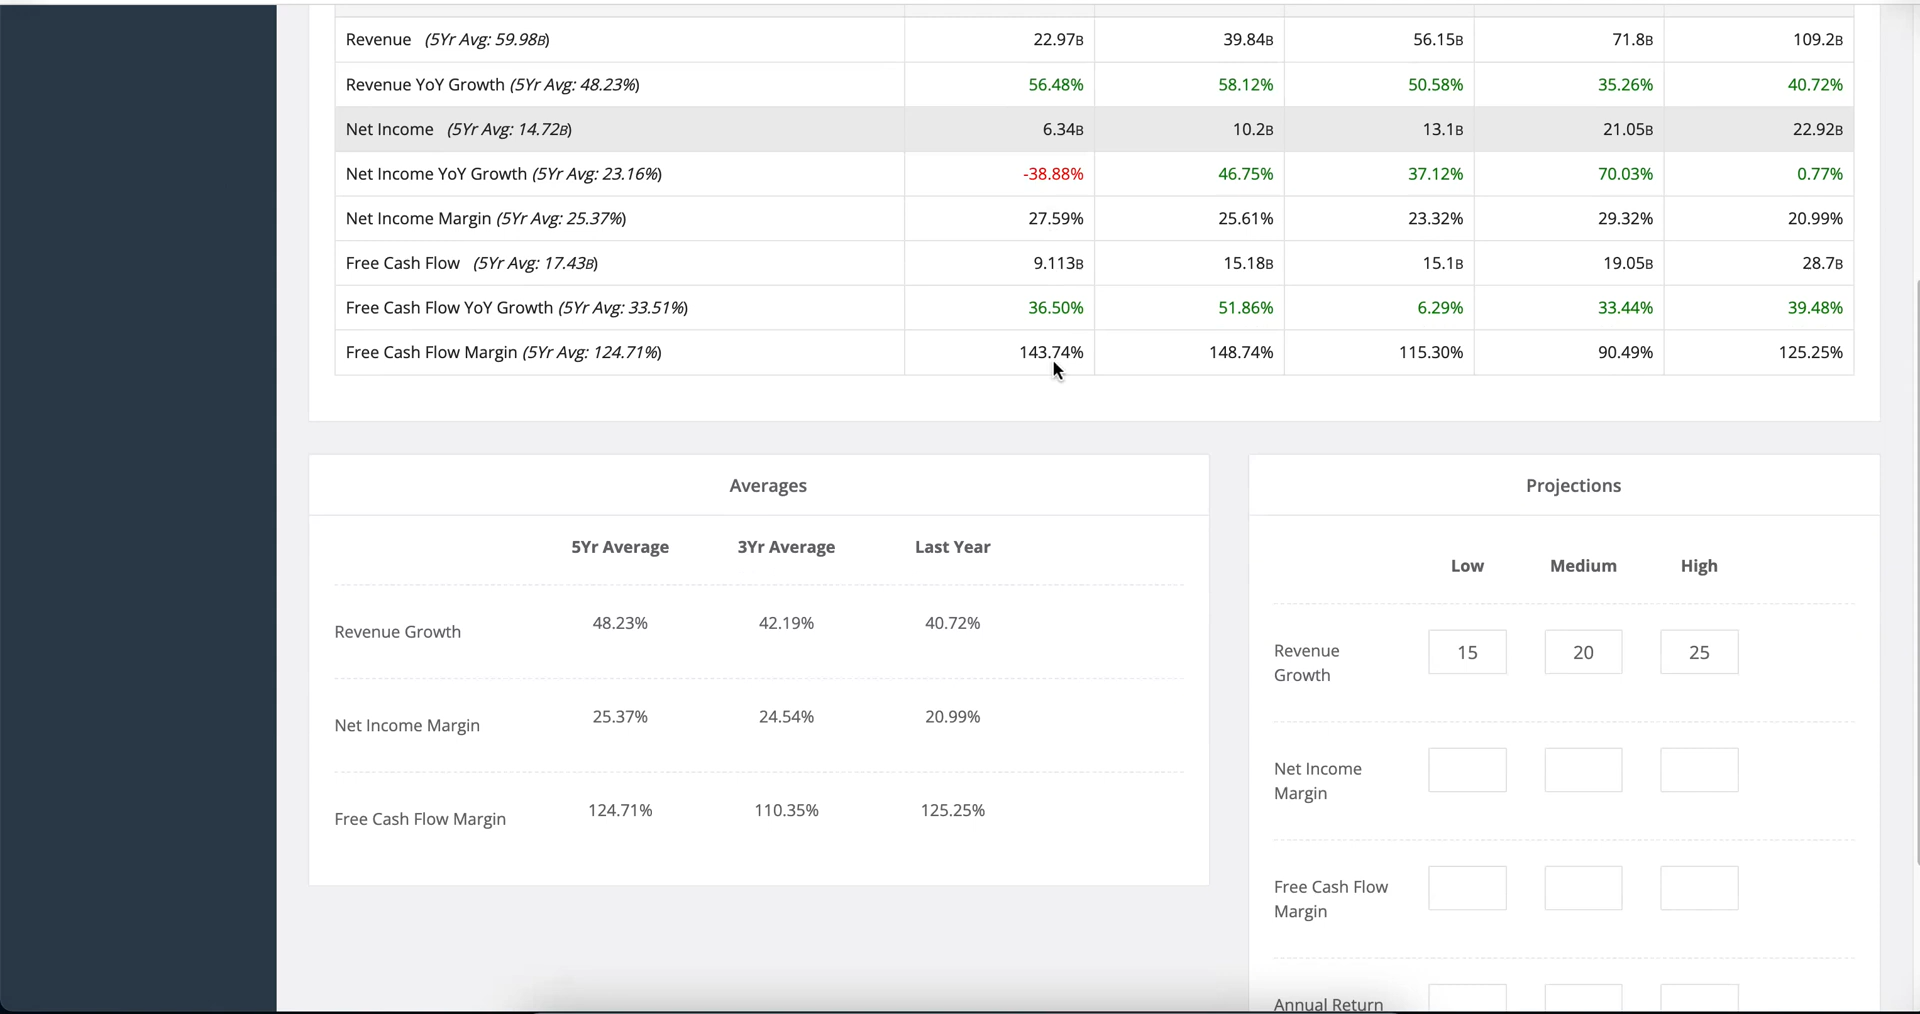 Revenue (5Yr Avg: 59.98B) 22.97B 39.84B 56.15B 71.8B 109.2B
Revenue YoY Growth (5Yr Avg: 48.23%) 56.48% 58.12% 50.58% 35.26% 40.72%
Net Income (5Yr Avg: 14.72B) 6.34B 10.2B 13.1B 21.05B 22.92B
Net Income YoY Growth (5Yr Avg: 23.16%) -38.88% 46.75% 37.12% 70.03% 0.77%
Net Income Margin (5Yr Avg: 25.37%) 27.59% 25.61% 23.32% 29.32% 20.99%
Free Cash Flow (5Yr Avg: 17.43B) 9.113B 15.18B 15.1B 19.05B 28.7B
Free Cash Flow YoY Growth (5Yr Avg: 33.51%) 36.50% 51.86% 6.29% 33.44% 39.48%
Free Cash Flow Margin (5Yr Avg: 124.71%) 143.74% 148.74% 115.30% 90.49% 125.25%
Averages
5Yr Average 3Yr Average Last Year
Revenue Growth 48.23% 42.19% 40.72%
Net Income Margin 25.37% 24.54% 20.99%
Free Cash Flow Margin 124.71% 110.35% 125.25%
Projections
Low Medium High
Revenue
Growth 15 20 25
Net Income
Margin
Free Cash Flow
Margin
Annual Return